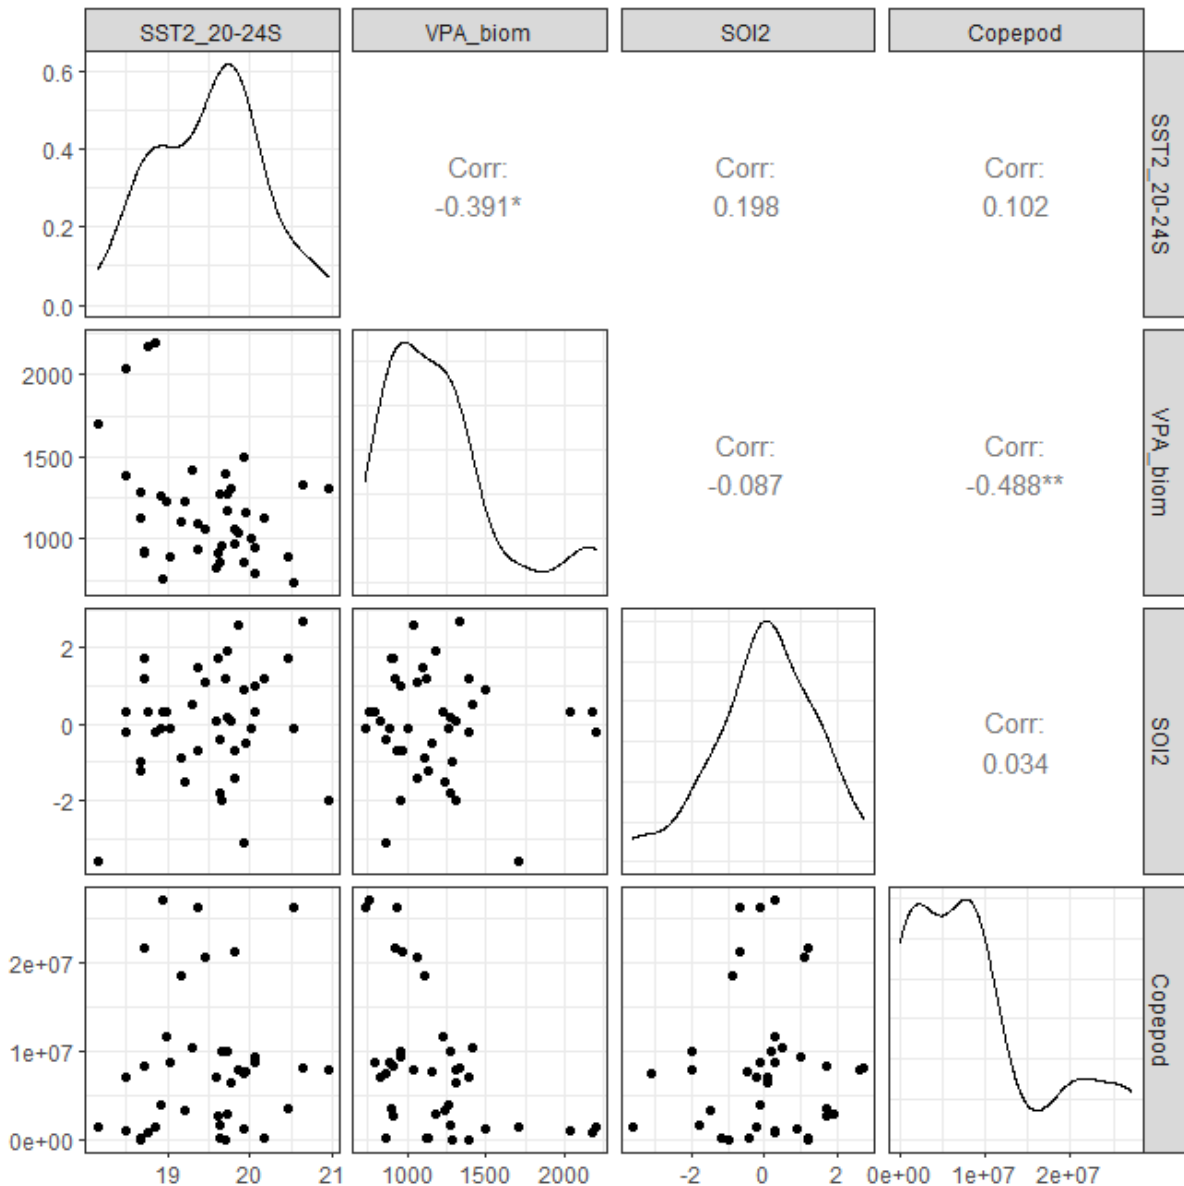 SST2_20-24S VPA_biom SOI2 Copepod
0.6
0.4
0.2
0.0
Corr:
-0.391*
Corr:
0.198
Corr:
0.102
SST2_20-24S
2000
1500
1000
Corr:
-0.087
Corr:
-0.488**
VPA_biom
2
0
-2
Corr:
0.034
SOI2
2e+07
1e+07
0e+00
Copepod
19 20 21 1000 1500 2000 -2 0 2 0e+00 1e+07 2e+07